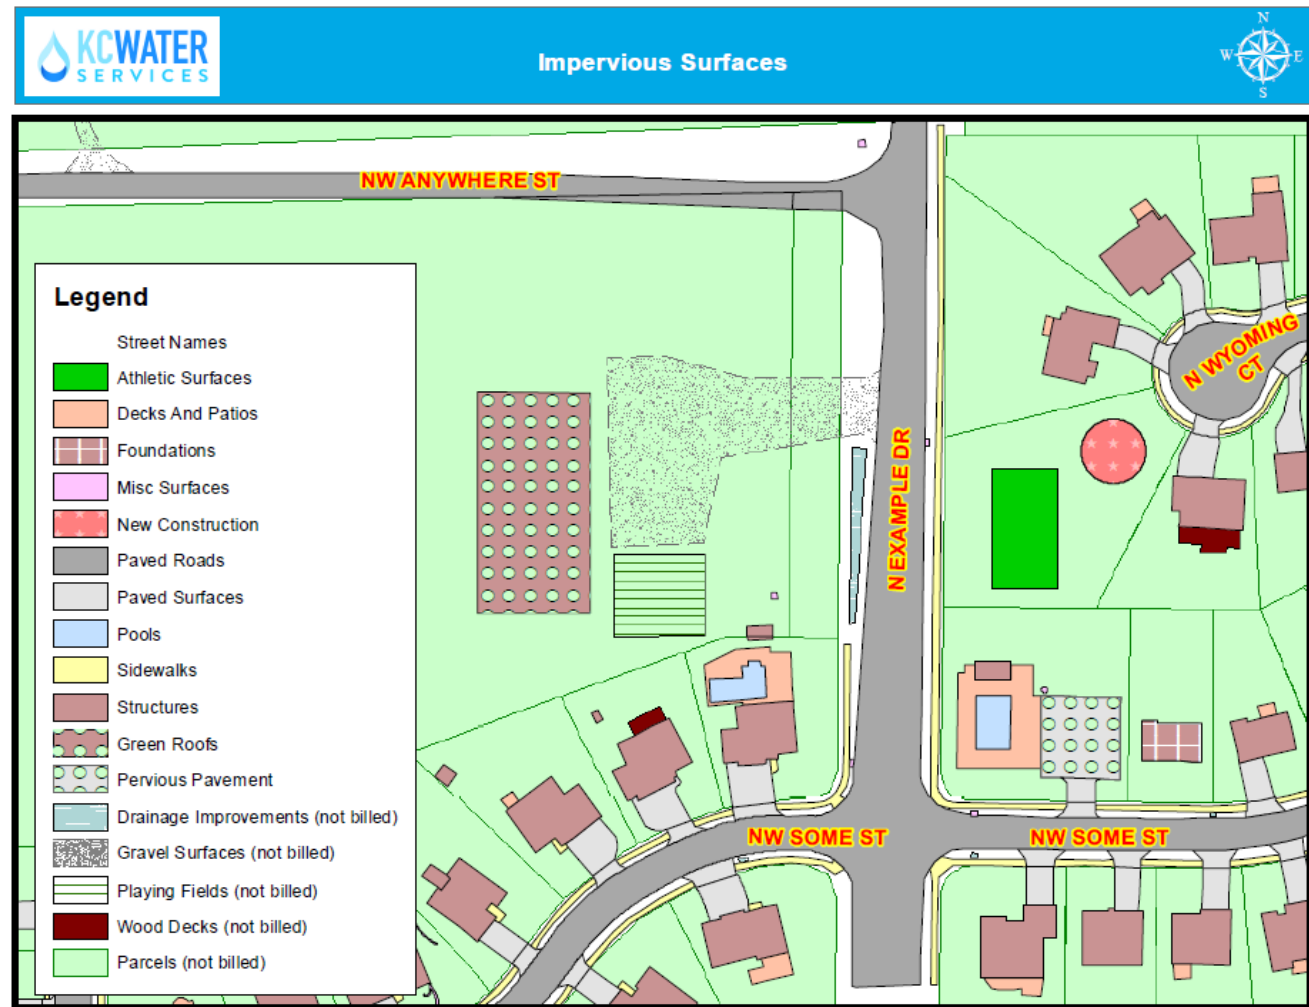 KCWATER
SERVICES
Impervious Surfaces
N
W E
S
NW ANYWHERE ST
N WYOMING
CT
N EXAMPLE DR
NW SOME ST
NW SOME ST
Legend
Street Names
Athletic Surfaces
Decks And Patios
Foundations
Misc Surfaces
New Construction
Paved Roads
Paved Surfaces
Pools
Sidewalks
Structures
Green Roofs
Pervious Pavement
Drainage Improvements (not billed)
Gravel Surfaces (not billed)
Playing Fields (not billed)
Wood Decks (not billed)
Parcels (not billed)